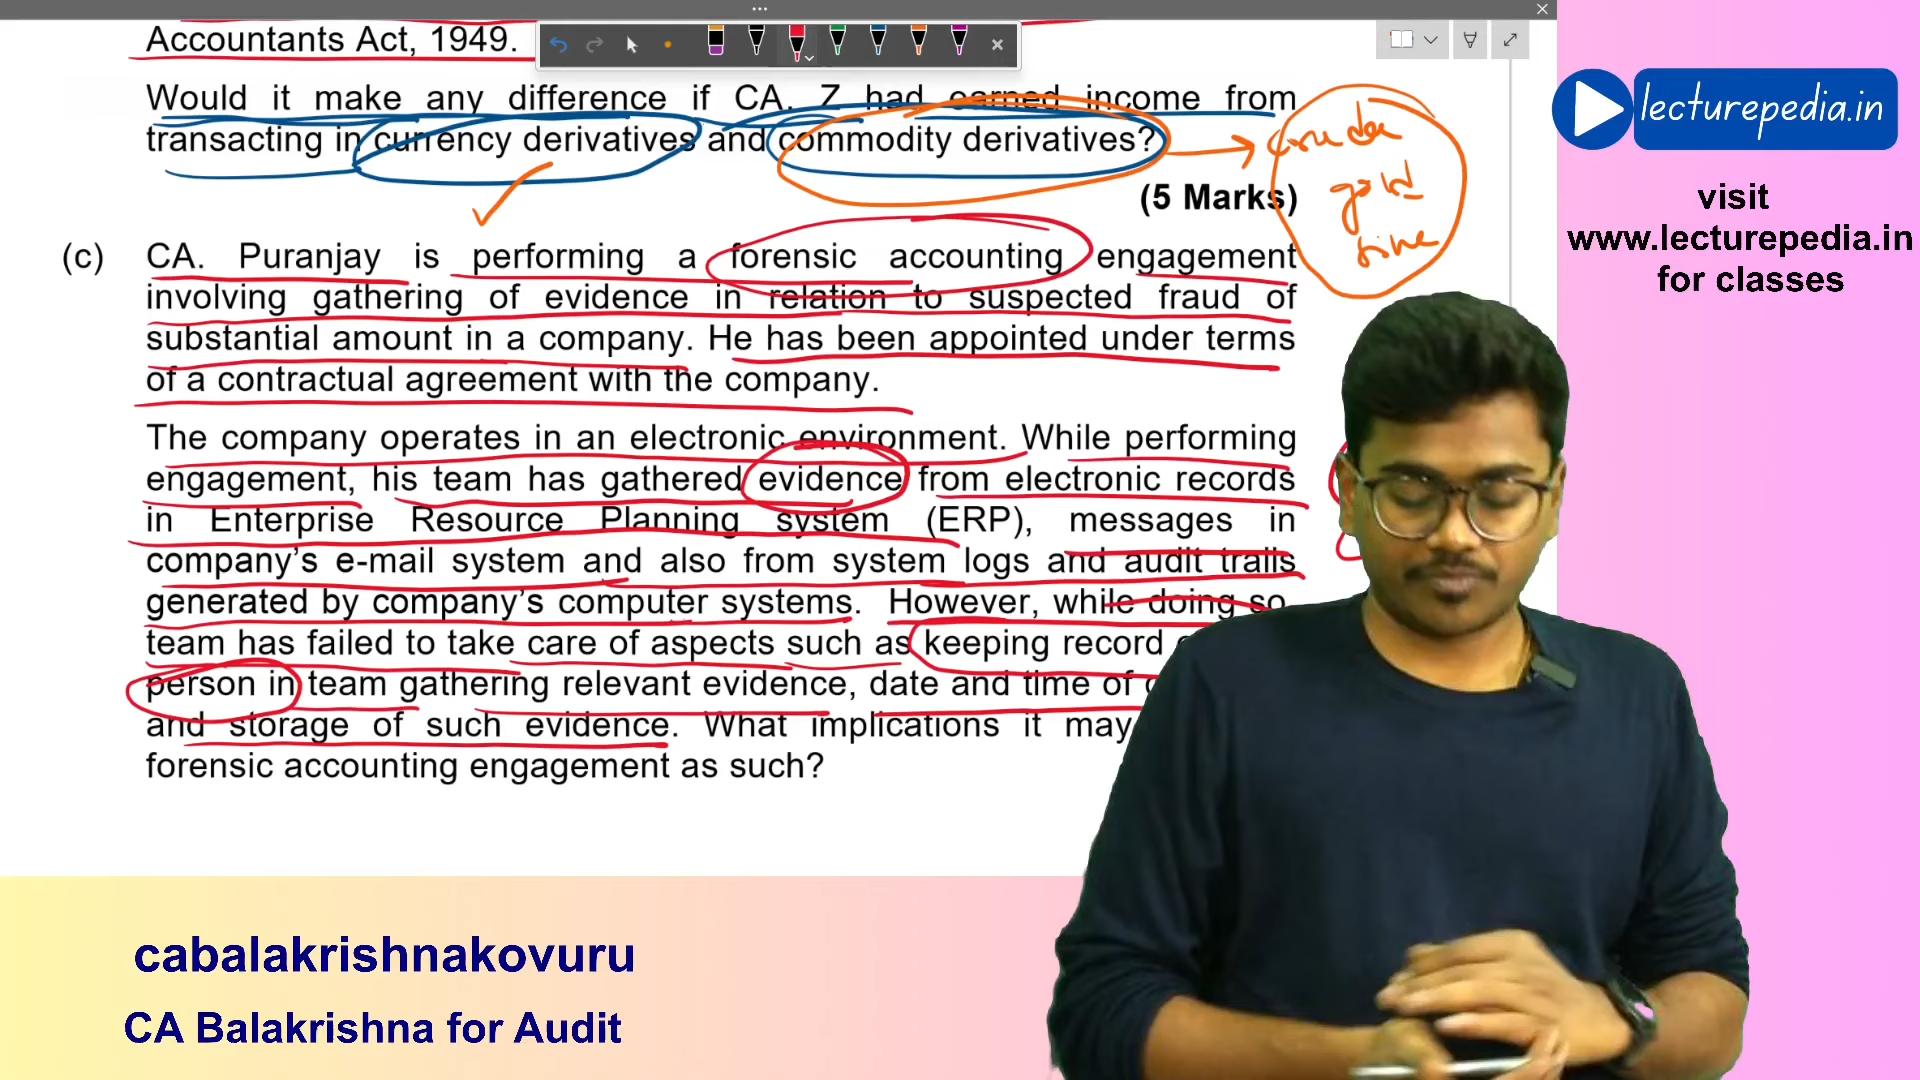 Accountants Act, 1949.
Would it make any difference if CA. Z had earned income from
transacting in currency derivatives and commodity derivatives?
crude
gold
(5 Marks)
(c) CA. Puranjay is performing a forensic accounting engagement
involving gathering of evidence in relation to suspected fraud of
substantial amount in a company. He has been appointed under terms
of a contractual agreement with the company.
The company operates in an electronic environment. While performing
engagement, his team has gathered evidence from electronic records
in Enterprise Resource Planning system (ERP), messages in
company's e-mail system and also from system logs and audit trails
generated by company's computer systems. However, while doing so,
team has failed to take care of aspects such as keeping record
person in team gathering relevant evidence, date and time of
and storage of such evidence. What implications it may
forensic accounting engagement as such?
lecturepedia.in
visit
www.lecturepedia.in
for classes
cabalakrishnakovuru
CA Balakrishna for Audit